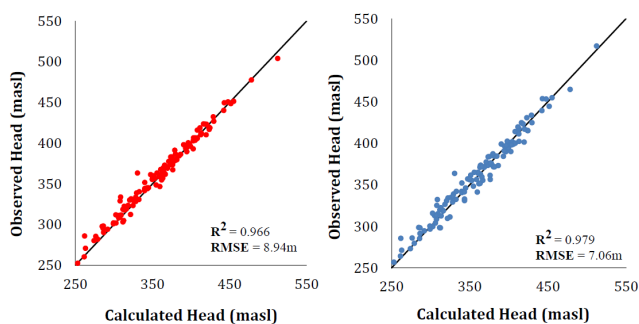 550
500
450
400
350
300
250
Observed Head (masl)
R² = 0.966
RMSE = 8.94m
250 350 450 550
Calculated Head (masl)
550
500
450
400
350
300
250
Observed Head (masl)
R² = 0.979
RMSE = 7.06m
250 350 450 550
Calculated Head (masl)